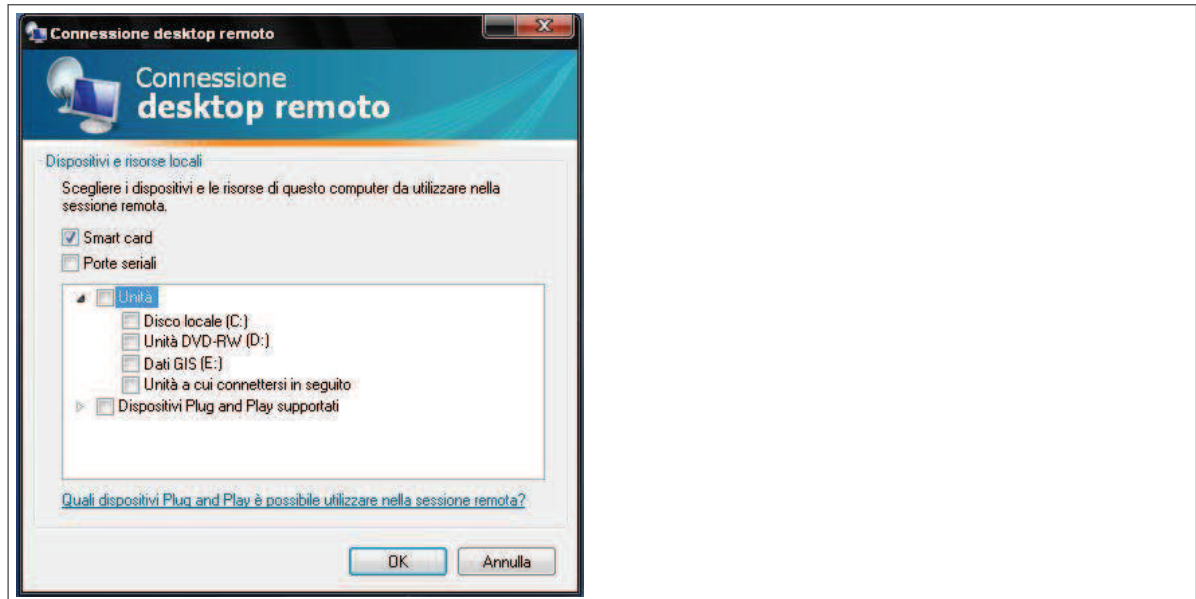 Connessione desktop remoto
Connessione
desktop remoto
Dispositivi e risorse locali
Scegliere i dispositivi e le risorse di questo computer da utilizzare nella
sessione remota.
Smart card
Porte seriali
Unità
Disco locale (C:)
Unità DVD-RW (D:)
Dati GIS (E:)
Unità a cui connettersi in seguito
Dispositivi Plug and Play supportati
Quali dispositivi Plug and Play è possibile utilizzare nella sessione remota?
OK Annulla